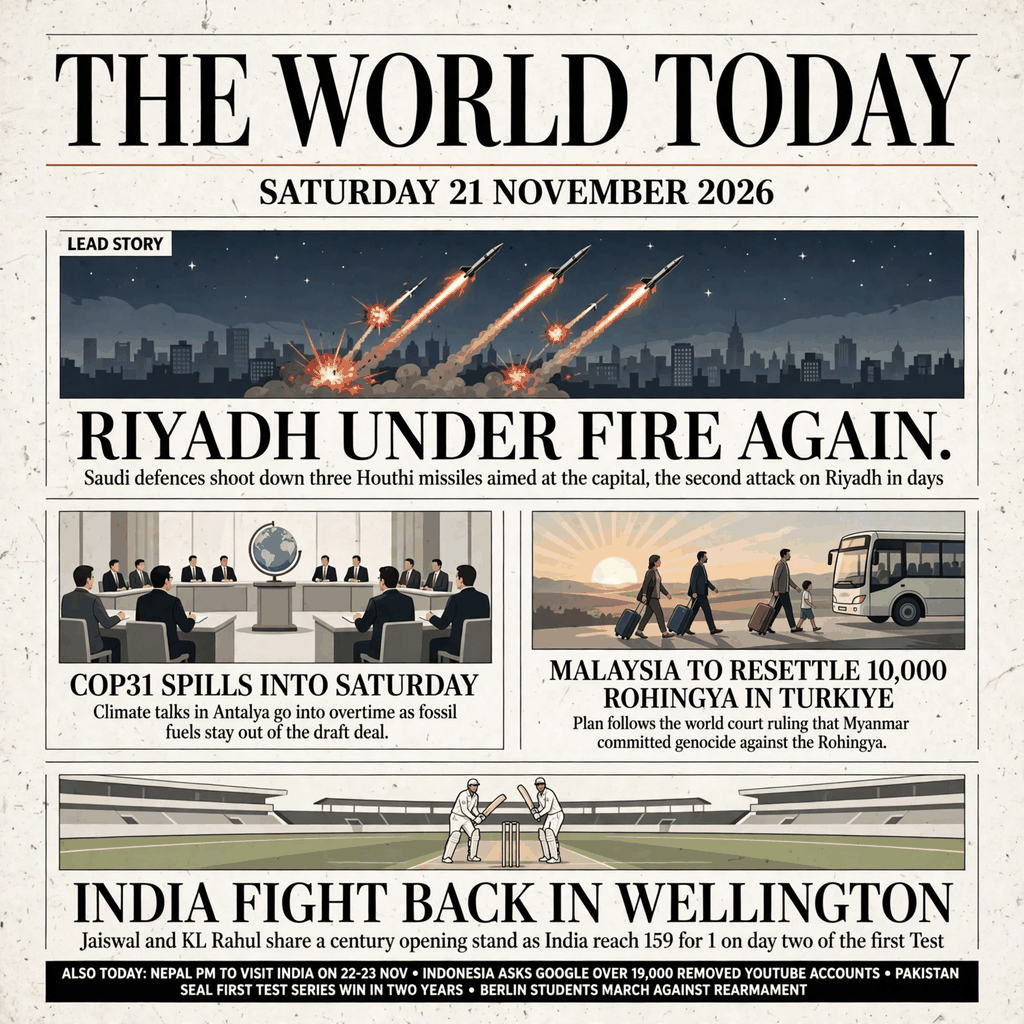 THE WORLD TODAY
SATURDAY 21 NOVEMBER 2026
LEAD STORY
RIYADH UNDER FIRE AGAIN.
Saudi defences shoot down three Houthi missiles aimed at the capital, the second attack on Riyadh in days
COP31 SPILLS INTO SATURDAY
Climate talks in Antalya go into overtime as fossil
fuels stay out of the draft deal.
MALAYSIA TO RESETTLE 10,000
ROHINGYA IN TURKIYE
Plan follows the world court ruling that Myanmar
committed genocide against the Rohingya.
INDIA FIGHT BACK IN WELLINGTON
Jaiswal and KL Rahul share a century opening stand as India reach 159 for 1 on day two of the first Test
ALSO TODAY: NEPAL PM TO VISIT INDIA ON 22-23 NOV • INDONESIA ASKS GOOGLE OVER 19,000 REMOVED YOUTUBE ACCOUNTS • PAKISTAN
SEAL FIRST TEST SERIES WIN IN TWO YEARS • BERLIN STUDENTS MARCH AGAINST REARMAMENT